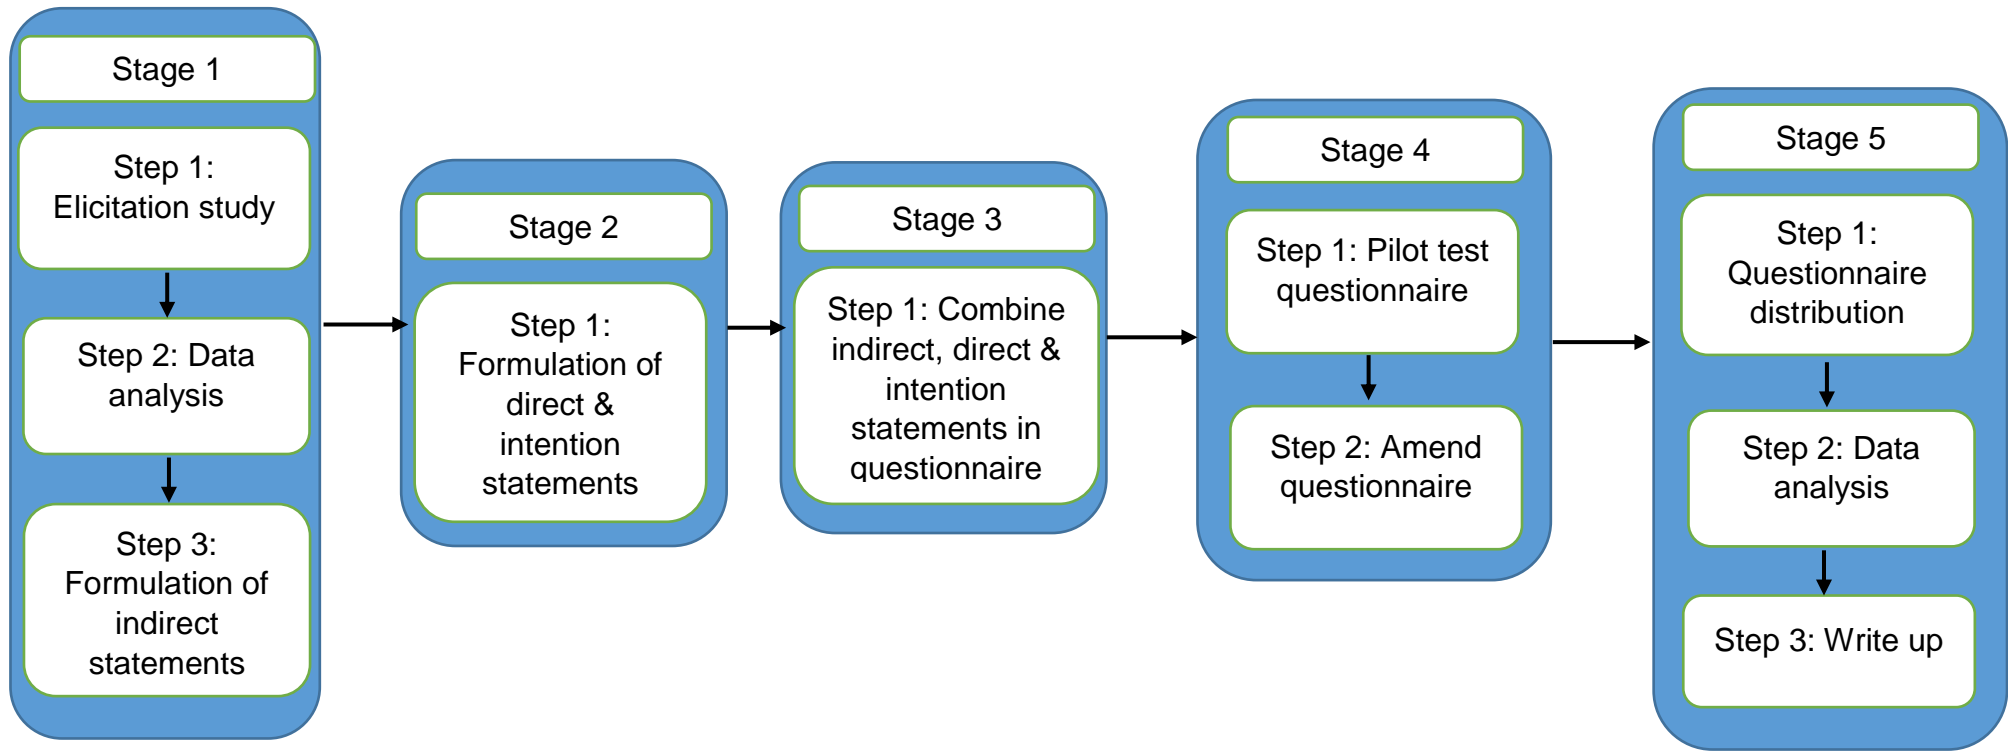 Stage 1
Step 1:
Elicitation study
Step 2: Data
analysis
Step 3:
Formulation of
indirect
statements
Stage 2
Step 1:
Formulation of
direct &
intention
statements
Stage 3
Step 1: Combine
indirect, direct &
intention
statements in
questionnaire
Stage 4
Step 1: Pilot test
questionnaire
Step 2: Amend
questionnaire
Stage 5
Step 1:
Questionnaire
distribution
Step 2: Data
analysis
Step 3: Write up